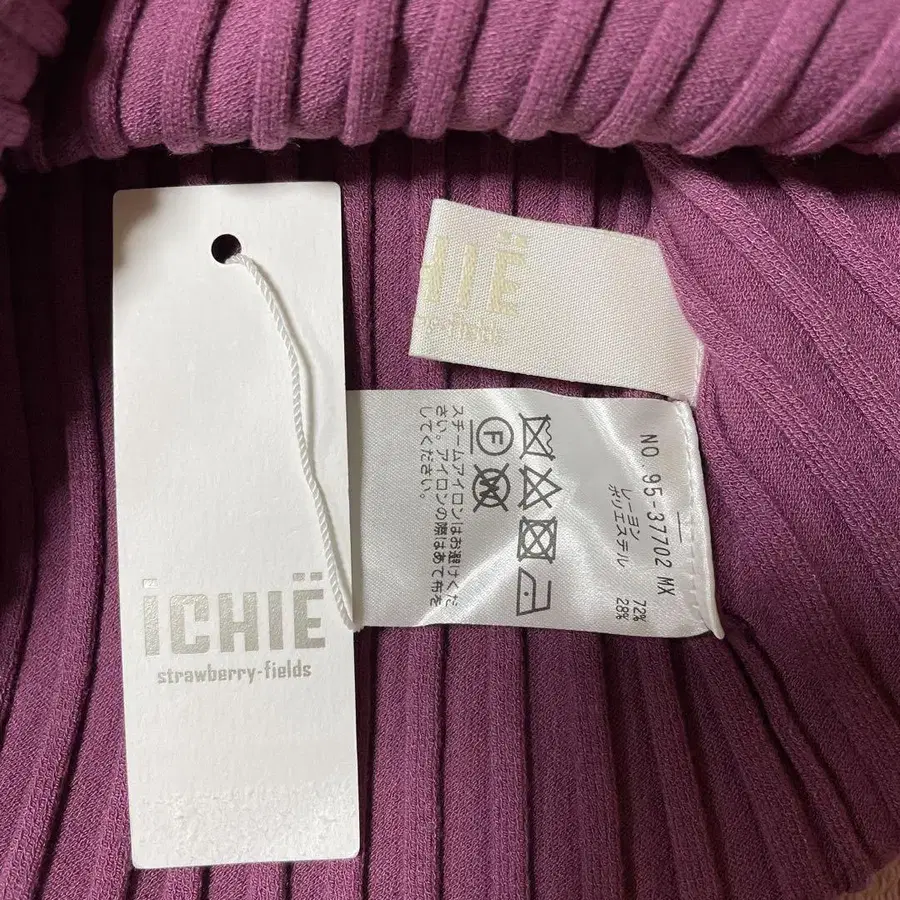 ICHIË
strawberry-fields
HIË
y-fields
NO.95-37702 MX
レーヨン 72%
ポリエステル 28%
F
スチームアイロンはお避けくだ
さい。アイロンの際はあて布を
してください。